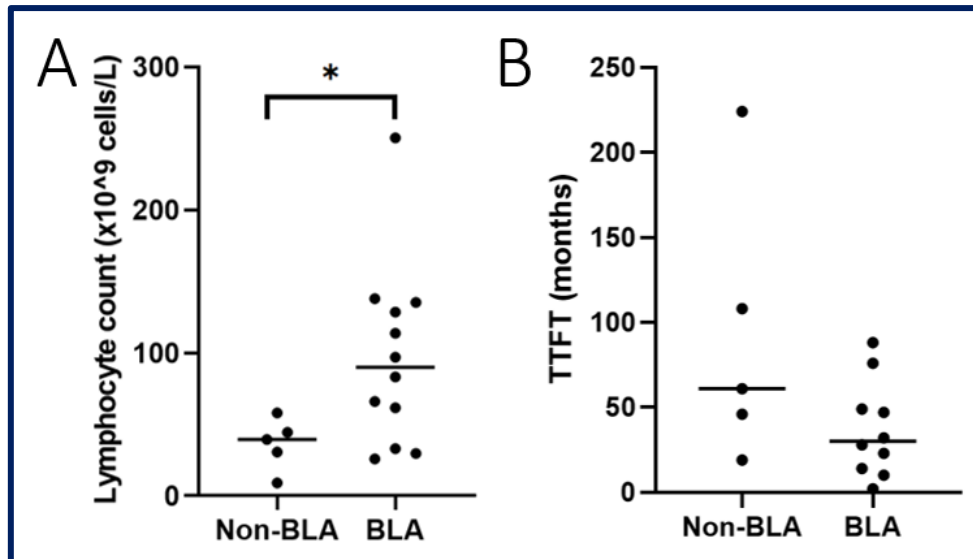 A
Lymphocyte count (x10^9 cells/L)
300
200
100
0
*
Non-BLA BLA
B
TTFT (months)
250
200
150
100
50
0
Non-BLA BLA